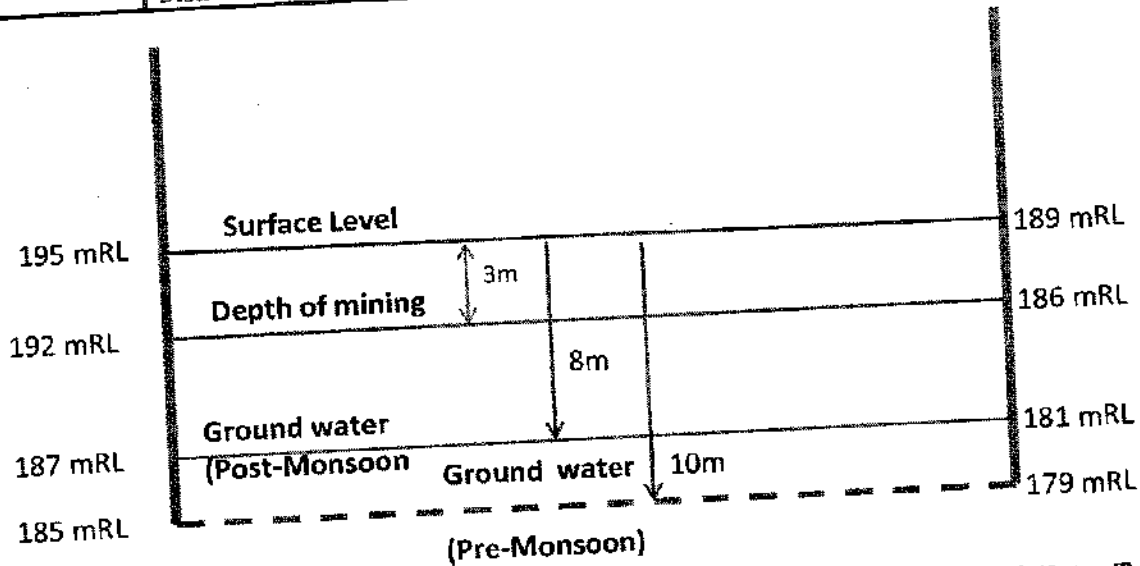 Surface Level
195 mRL
189 mRL
3m
Depth of mining
192 mRL
186 mRL
8m
Ground water
(Post-Monsoon
187 mRL
181 mRL
Ground water
10m
185 mRL
179 mRL
(Pre-Monsoon)